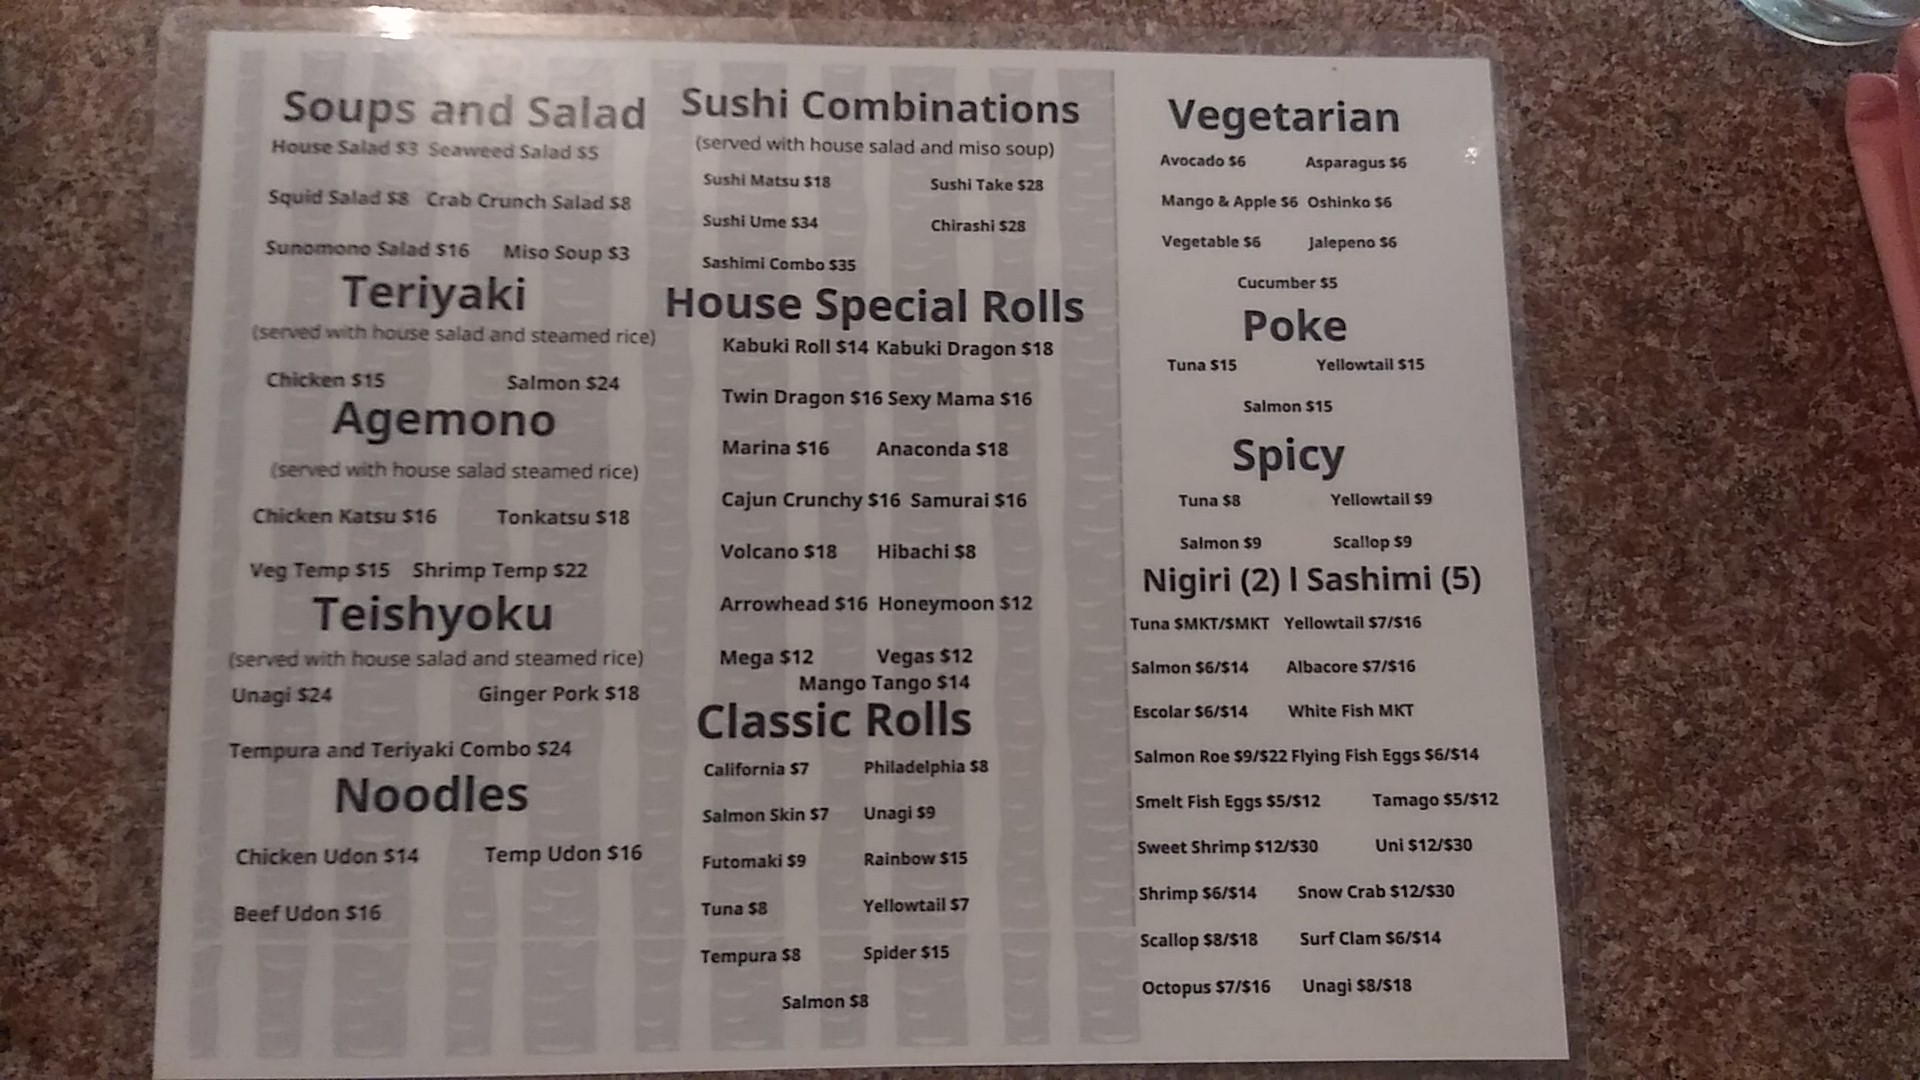 Soups and Salad
House Salad $3 Seaweed Salad $5
Squid Salad $8 Crab Crunch Salad $8
Sunomono Salad $16 Miso Soup $3
Teriyaki
(served with house salad and steamed rice)
Chicken $15 Salmon $24
Agemono
(served with house salad steamed rice)
Chicken Katsu $16 Tonkatsu $18
Veg Temp $15 Shrimp Temp $22
Teishyoku
(served with house salad and steamed rice)
Unagi $24 Ginger Pork $18
Tempura and Teriyaki Combo $24
Noodles
Chicken Udon $14 Temp Udon $16
Beef Udon $16
Sushi Combinations
(served with house salad and miso soup)
Sushi Matsu $18 Sushi Take $28
Sushi Ume $34 Chirashi $28
Sashimi Combo $35
House Special Rolls
Kabuki Roll $14 Kabuki Dragon $18
Twin Dragon $16 Sexy Mama $16
Marina $16 Anaconda $18
Cajun Crunchy $16 Samurai $16
Volcano $18 Hibachi $8
Arrowhead $16 Honeymoon $12
Mega $12 Vegas $12
Mango Tango $14
Classic Rolls
California $7 Philadelphia $8
Salmon Skin $7 Unagi $9
Futomaki $9 Rainbow $15
Tuna $8 Yellowtail $7
Tempura $8 Spider $15
Salmon $8
Vegetarian
Avocado $6 Asparagus $6
Mango & Apple $6 Oshinko $6
Vegetable $6 Jalepeno $6
Cucumber $5
Poke
Tuna $15 Yellowtail $15
Salmon $15
Spicy
Tuna $8 Yellowtail $9
Salmon $9 Scallop $9
Nigiri (2) l Sashimi (5)
Tuna $MKT/$MKT Yellowtail $7/$16
Salmon $6/$14 Albacore $7/$16
Escolar $6/$14 White Fish MKT
Salmon Roe $9/$22 Flying Fish Eggs $6/$14
Smelt Fish Eggs $5/$12 Tamago $5/$12
Sweet Shrimp $12/$30 Uni $12/$30
Shrimp $6/$14 Snow Crab $12/$30
Scallop $8/$18 Surf Clam $6/$14
Octopus $7/$16 Unagi $8/$18